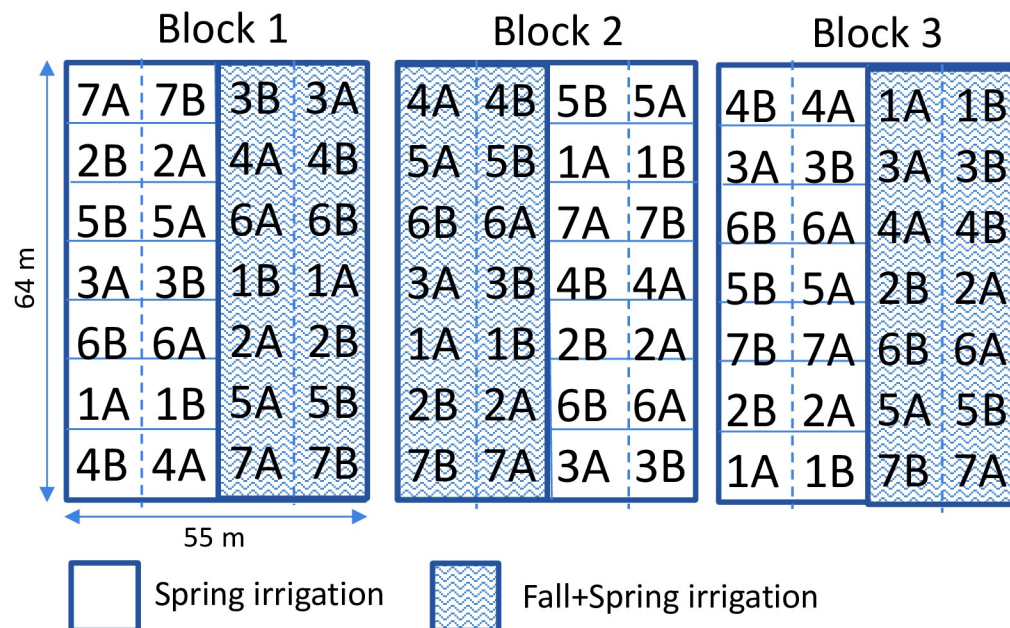 Block 1 Block 2 Block 3
7A 7B 3B 3A 4A 4B 5B 5A 4B 4A 1A 1B
2B 2A 4A 4B 5A 5B 1A 1B 3A 3B 3A 3B
5B 5A 6A 6B 6B 6A 7A 7B 6B 6A 4A 4B
3A 3B 1B 1A 3A 3B 4B 4A 5B 5A 2B 2A
6B 6A 2A 2B 1A 1B 2B 2A 7B 7A 6B 6A
1A 1B 5A 5B 2B 2A 6B 6A 2B 2A 5A 5B
4B 4A 7A 7B 7B 7A 3A 3B 1A 1B 7B 7A
64 m
55 m
Spring irrigation Fall+Spring irrigation